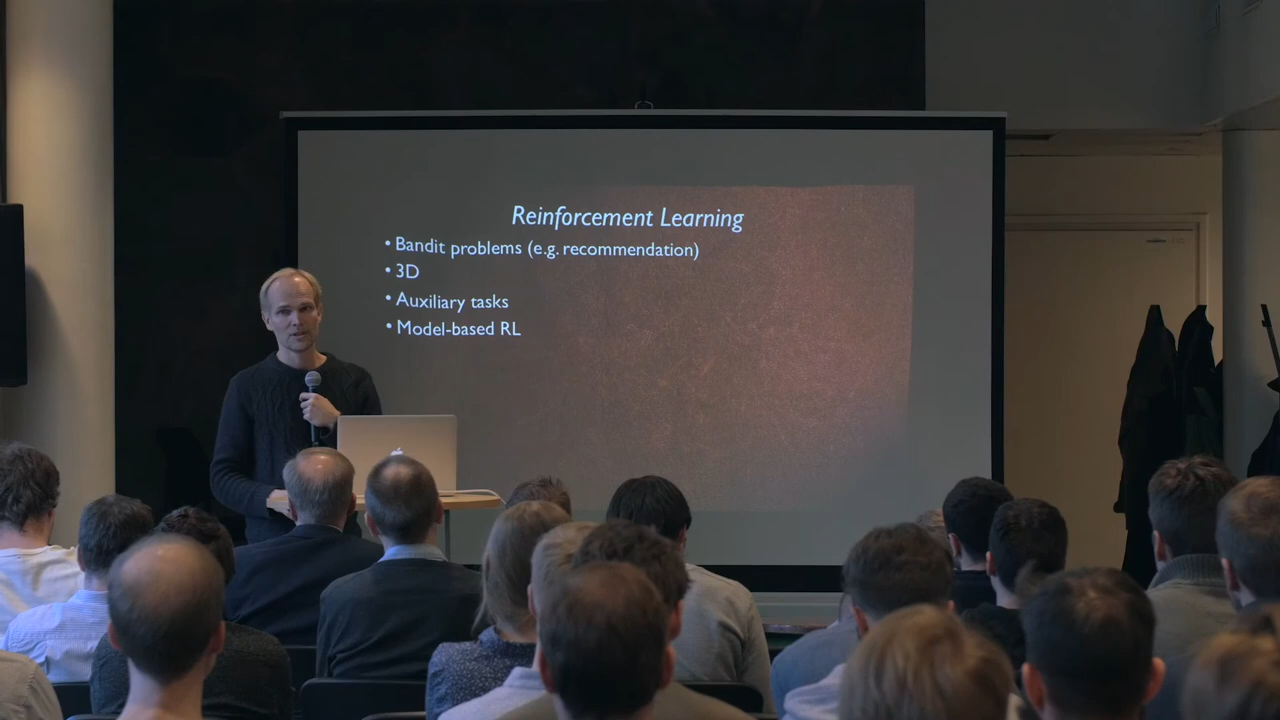 Reinforcement Learning
• Bandit problems (e.g. recommendation)
• 3D
• Auxiliary tasks
• Model-based RL